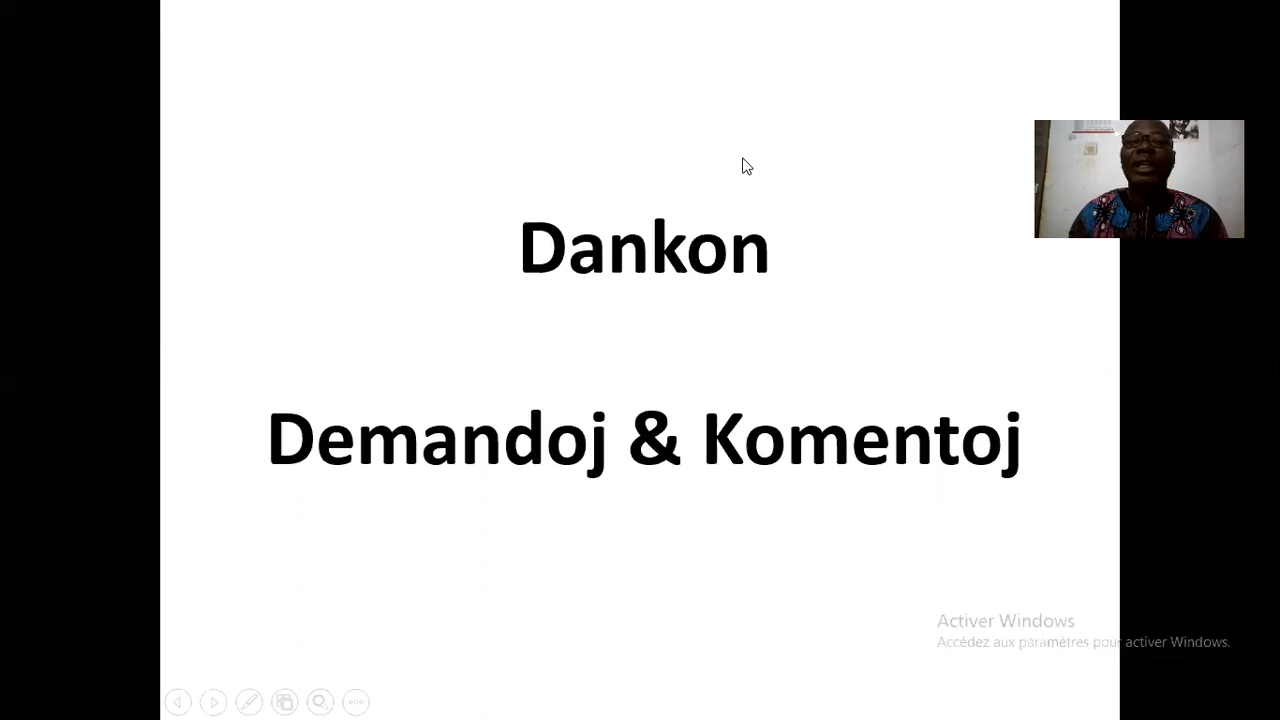 Dankon
Demandoj & Komentoj
Activer Windows
Accédez aux paramètres pour activer Windows.